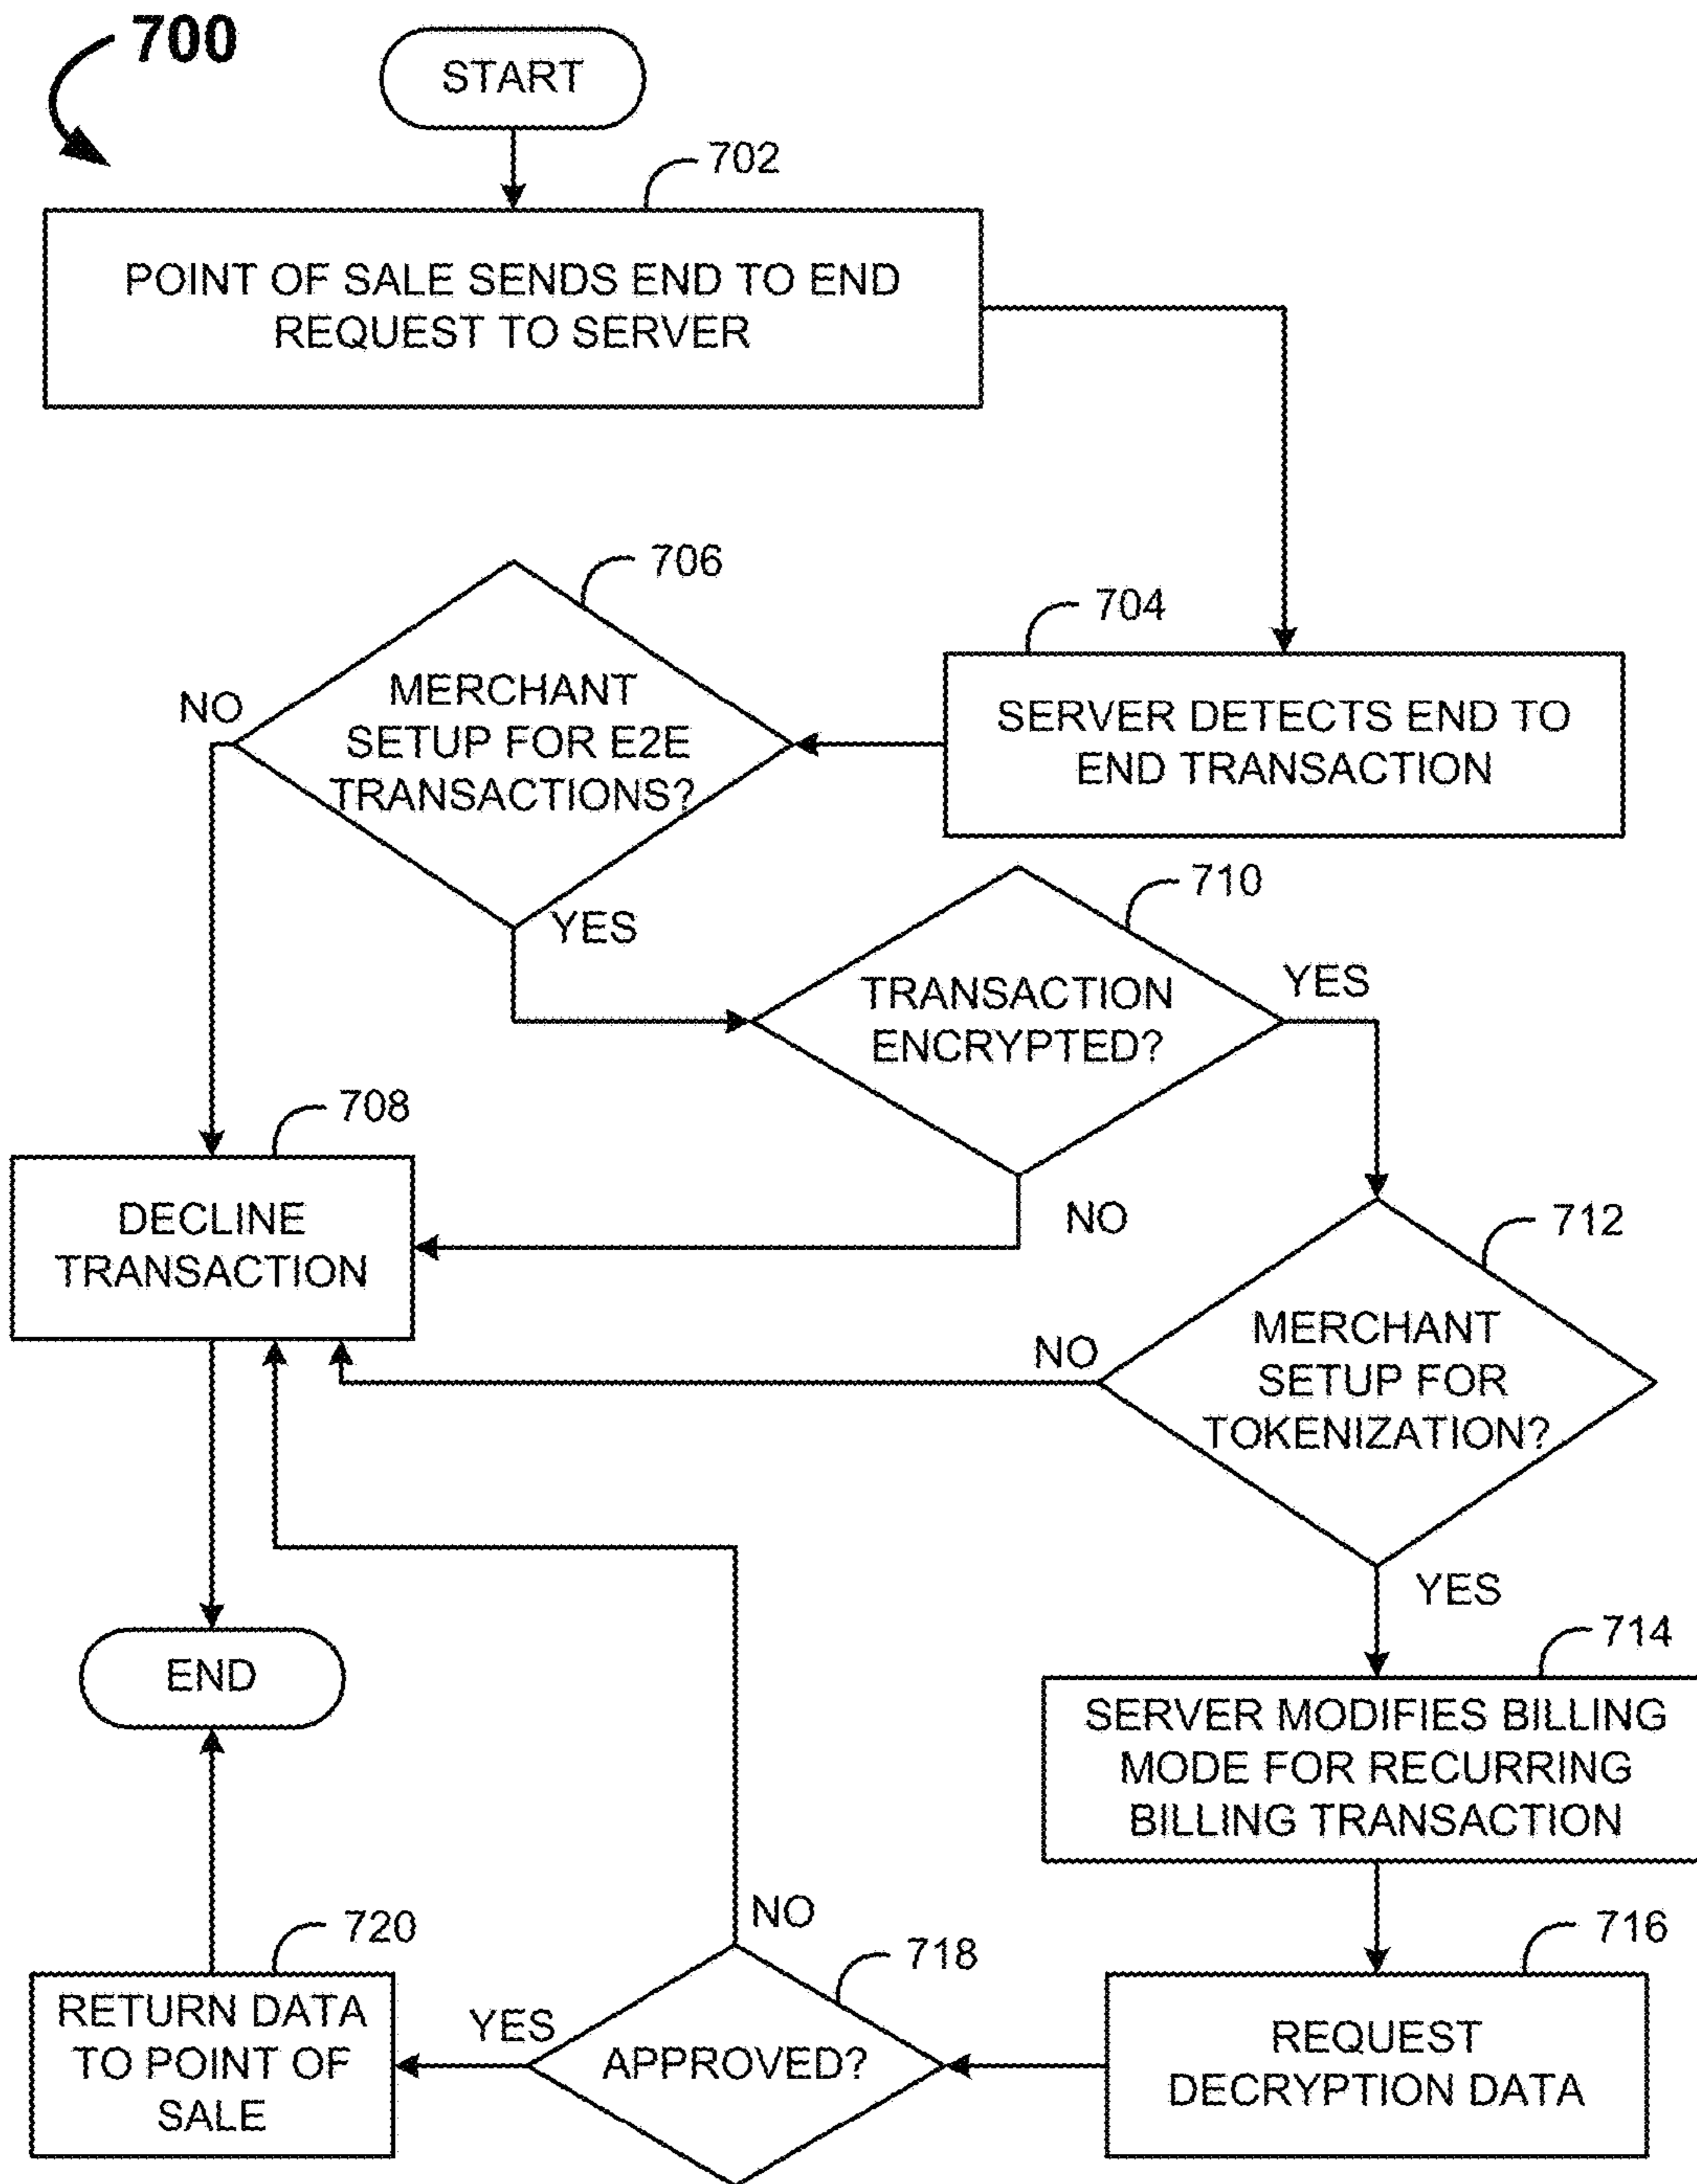 700
START
702
POINT OF SALE SENDS END TO END
REQUEST TO SERVER
706
704
MERCHANT
SETUP FOR E2E
TRANSACTIONS?
NO
SERVER DETECTS END TO
END TRANSACTION
YES
710
TRANSACTION
ENCRYPTED?
YES
708
DECLINE
TRANSACTION
NO
712
MERCHANT
SETUP FOR
TOKENIZATION?
NO
YES
END
714
SERVER MODIFIES BILLING
MODE FOR RECURRING
BILLING TRANSACTION
NO
720
718
716
RETURN DATA
TO POINT OF
SALE
YES
APPROVED?
REQUEST
DECRYPTION DATA